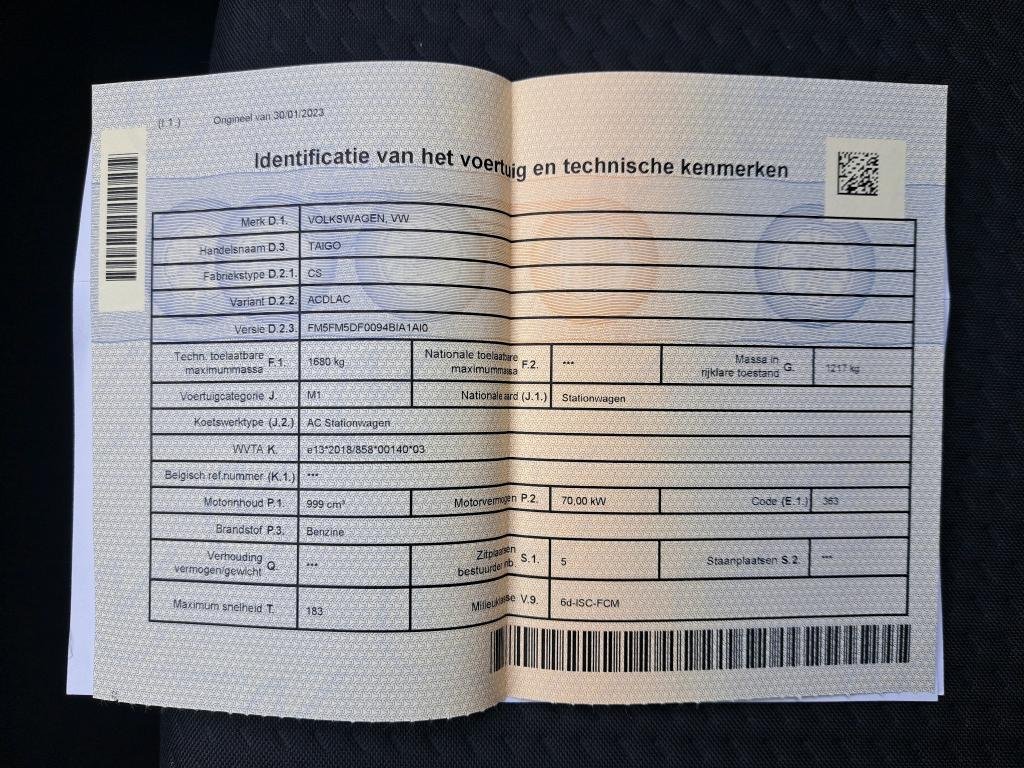 (I.1.) Origineel van 30/01/2023
Identificatie van het voertuig en technische kenmerken
Merk D.1. VOLKSWAGEN, VW
Handelsnaam D.3. TAIGO
Fabriekstype D.2.1. CS
Variant D.2.2. ACDLAC
Versie D.2.3. FM5FM5DF0094BIA1AI0
Techn. toelaatbare maximummassa F.1. 1680 kg Nationale toelaatbare maximummassa F.2. *** Massa in rijklare toestand G. 1217 kg
Voertuigcategorie J. M1 Nationale aard (J.1.) Stationwagen
Koetswerktype (J.2.) AC Stationwagen
WVTA K. e13*2018/858*00140*03
Belgisch ref.nummer (K.1.) ***
Motorinhoud P.1. 999 cm³ Motorvermogen P.2. 70,00 kW Code (E.1.) 363
Brandstof P.3. Benzine
Verhouding vermogen/gewicht Q. *** Zitplaatsen bestuurder inb. S.1. 5 Staanplaatsen S.2. ***
Maximum snelheid T. 183 Milieuklasse V.9. 6d-ISC-FCM